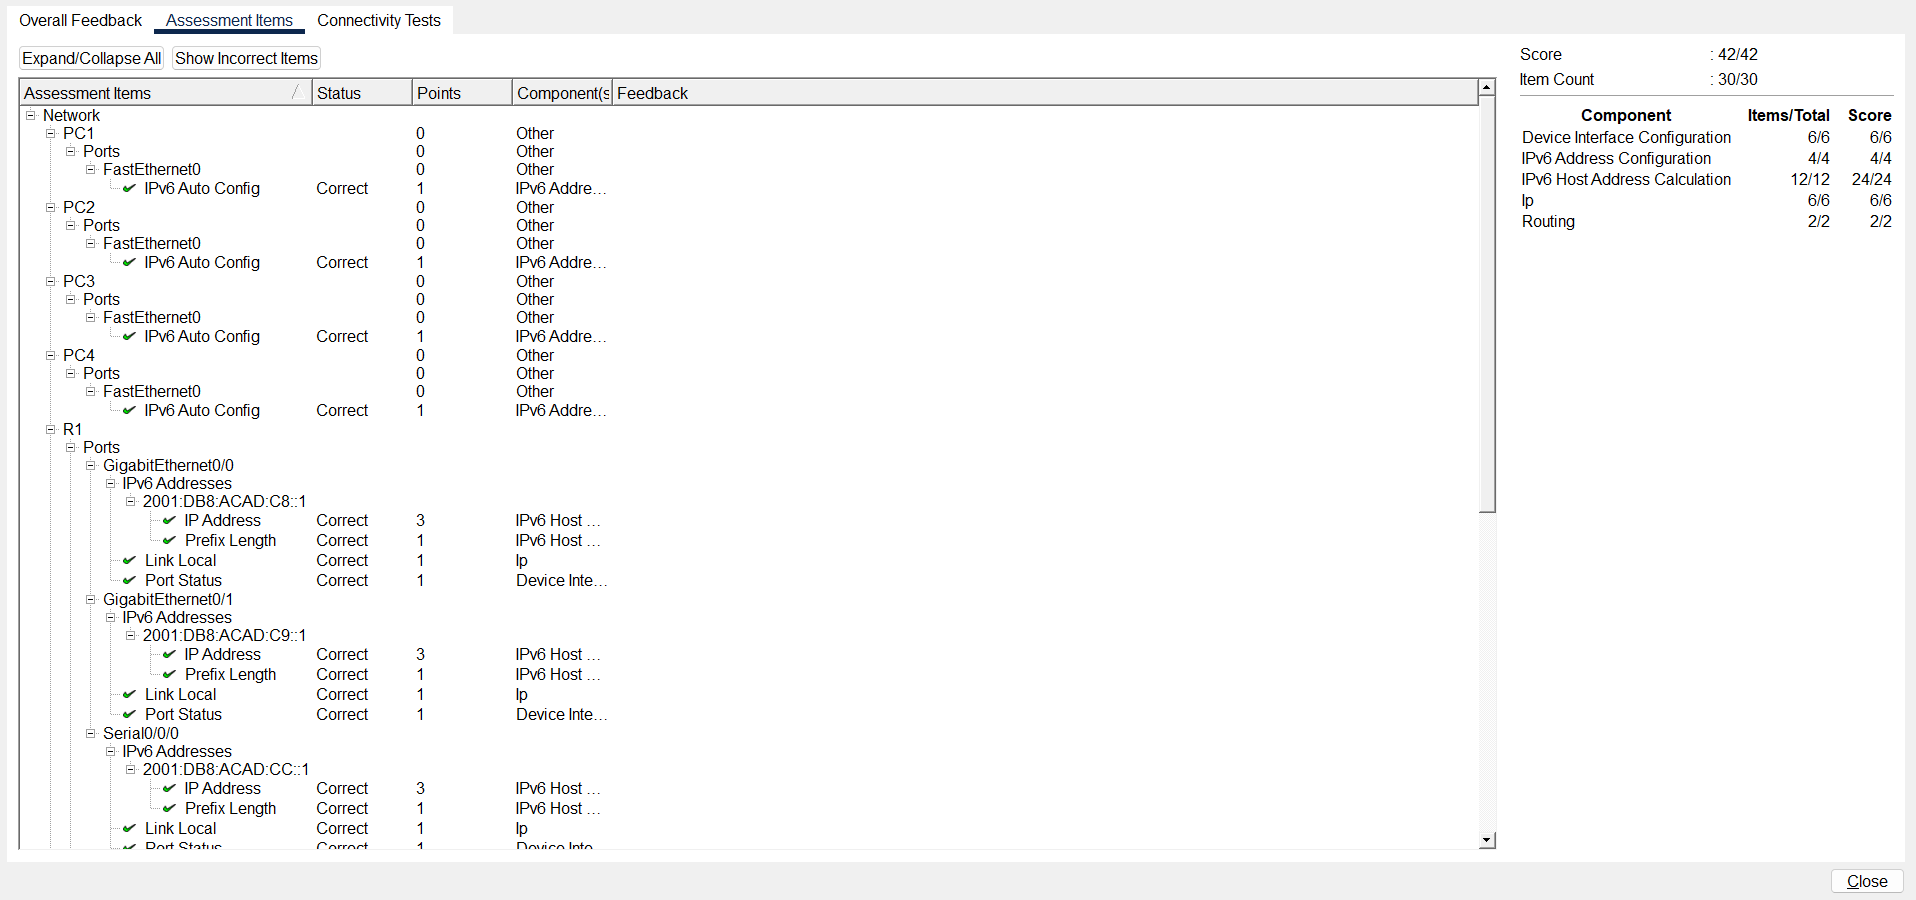 Overall Feedback Assessment Items Connectivity Tests
Expand/Collapse All Show Incorrect Items
Assessment Items Status Points Component(s Feedback
Network
PC1 0 Other
Ports 0 Other
FastEthernet0 0 Other
IPv6 Auto Config Correct 1 IPv6 Addre...
PC2 0 Other
Ports 0 Other
FastEthernet0 0 Other
IPv6 Auto Config Correct 1 IPv6 Addre...
PC3 0 Other
Ports 0 Other
FastEthernet0 0 Other
IPv6 Auto Config Correct 1 IPv6 Addre...
PC4 0 Other
Ports 0 Other
FastEthernet0 0 Other
IPv6 Auto Config Correct 1 IPv6 Addre...
R1
Ports
GigabitEthernet0/0
IPv6 Addresses
2001:DB8:ACAD:C8::1
IP Address Correct 3 IPv6 Host ...
Prefix Length Correct 1 IPv6 Host ...
Link Local Correct 1 Ip
Port Status Correct 1 Device Inte...
GigabitEthernet0/1
IPv6 Addresses
2001:DB8:ACAD:C9::1
IP Address Correct 3 IPv6 Host ...
Prefix Length Correct 1 IPv6 Host ...
Link Local Correct 1 Ip
Port Status Correct 1 Device Inte...
Serial0/0/0
IPv6 Addresses
2001:DB8:ACAD:CC::1
IP Address Correct 3 IPv6 Host ...
Prefix Length Correct 1 IPv6 Host ...
Link Local Correct 1 Ip
Port Status Correct 1 Device Inte
Score : 42/42
Item Count : 30/30
Component Items/Total Score
Device Interface Configuration 6/6 6/6
IPv6 Address Configuration 4/4 4/4
IPv6 Host Address Calculation 12/12 24/24
Ip 6/6 6/6
Routing 2/2 2/2
Close